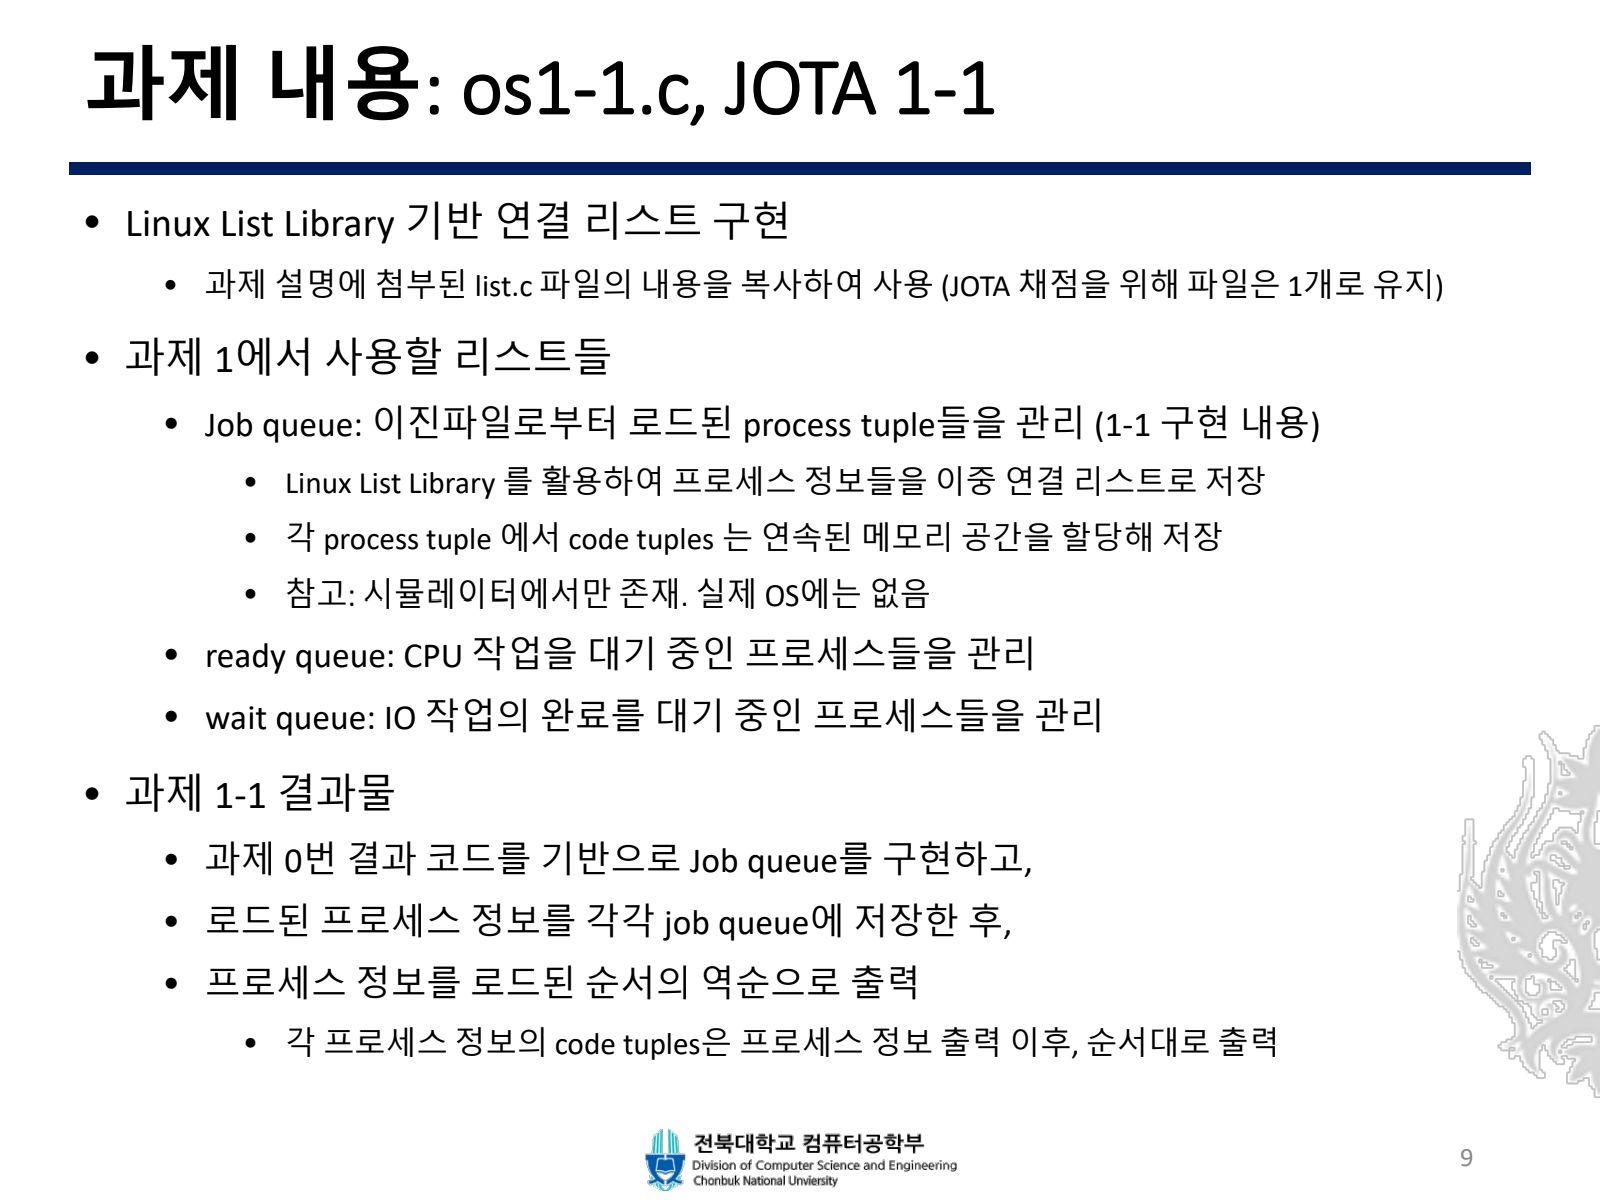 과제 내용: os1-1.c, JOTA 1-1
• Linux List Library 기반 연결 리스트 구현
• 과제 설명에 첨부된 list.c 파일의 내용을 복사하여 사용 (JOTA 채점을 위해 파일은 1개로 유지)
• 과제 1에서 사용할 리스트들
• Job queue: 이진파일로부터 로드된 process tuple들을 관리 (1-1 구현 내용)
• Linux List Library 를 활용하여 프로세스 정보들을 이중 연결 리스트로 저장
• 각 process tuple 에서 code tuples 는 연속된 메모리 공간을 할당해 저장
• 참고: 시뮬레이터에서만 존재. 실제 OS에는 없음
• ready queue: CPU 작업을 대기 중인 프로세스들을 관리
• wait queue: IO 작업의 완료를 대기 중인 프로세스들을 관리
• 과제 1-1 결과물
• 과제 0번 결과 코드를 기반으로 Job queue를 구현하고,
• 로드된 프로세스 정보를 각각 job queue에 저장한 후,
• 프로세스 정보를 로드된 순서의 역순으로 출력
• 각 프로세스 정보의 code tuples은 프로세스 정보 출력 이후, 순서대로 출력
전북대학교 컴퓨터공학부
Division of Computer Science and Engineering
Chonbuk National Unviersity
9